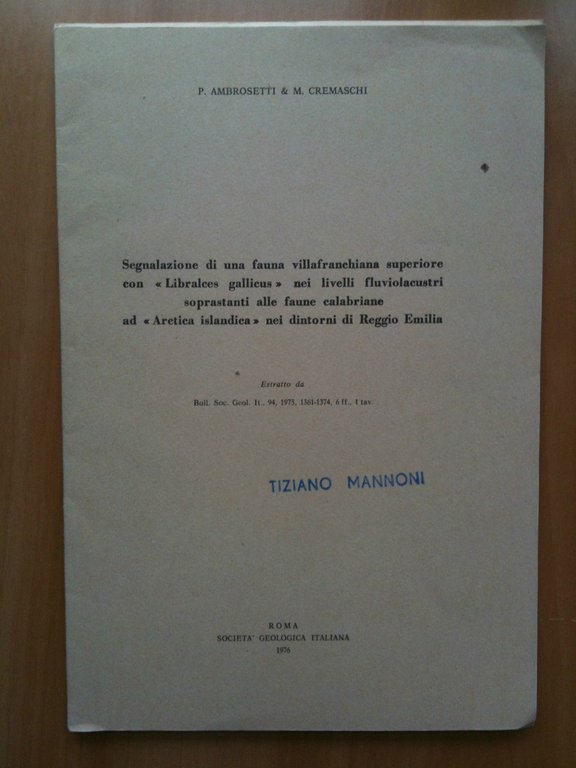 P. AMBROSETTI & M. CREMASCHI
Segnalazione di una fauna villafranchiana superiore
con « Libralces gallicus » nei livelli fluviolacustri
soprastanti alle faune calabriane
ad « Arctica islandica » nei dintorni di Reggio Emilia
Estratto da
Boll. Soc. Geol. It., 94, 1975, 1361-1374, 6 ff., 1 tav.
TIZIANO MANNONI
ROMA
SOCIETA' GEOLOGICA ITALIANA
1976